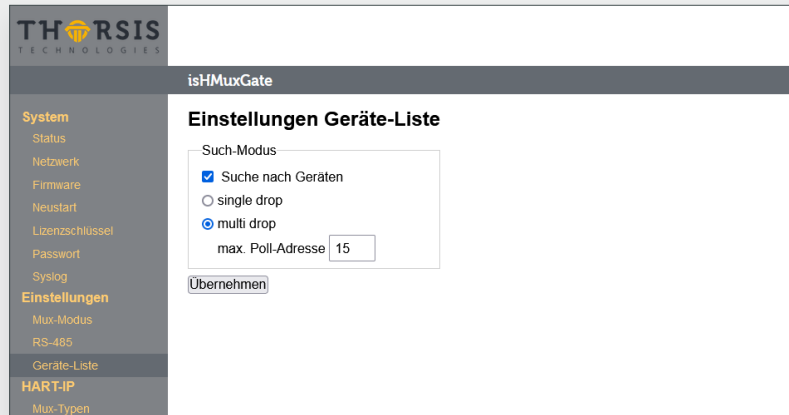 THORSIS
TECHNOLOGIES
isHMuxGate
System
Status
Netzwerk
Firmware
Neustart
Lizenzschlüssel
Passwort
Syslog
Einstellungen
Mux-Modus
RS-485
Geräte-Liste
HART-IP
Mux-Typen
Einstellungen Geräte-Liste
Such-Modus
Suche nach Geräten
single drop
multi drop
max. Poll-Adresse 15
Übernehmen